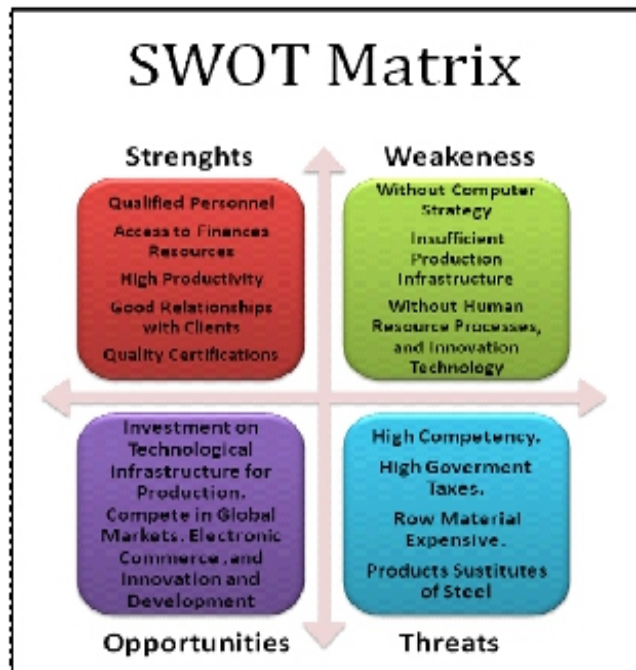 SWOT Matrix
Strenghts
Weakeness
Qualified Personnel
Access to Finances
Resources
High Productivity
Good Relationships
with Clients
Quality Certifications
Without Computer
Strategy
Insufficient
Production
Infrastructure
Without Human
Resource Processes,
and Innovation
Technology
Investment on
Technological
Infrastructure for
Production.
Compete in Global
Markets. Electronic
Commerce ,and
Innovation and
Development
High Competency.
High Goverment
Taxes.
Row Material
Expensive.
Products Sustitutes
of Steel
Opportunities
Threats